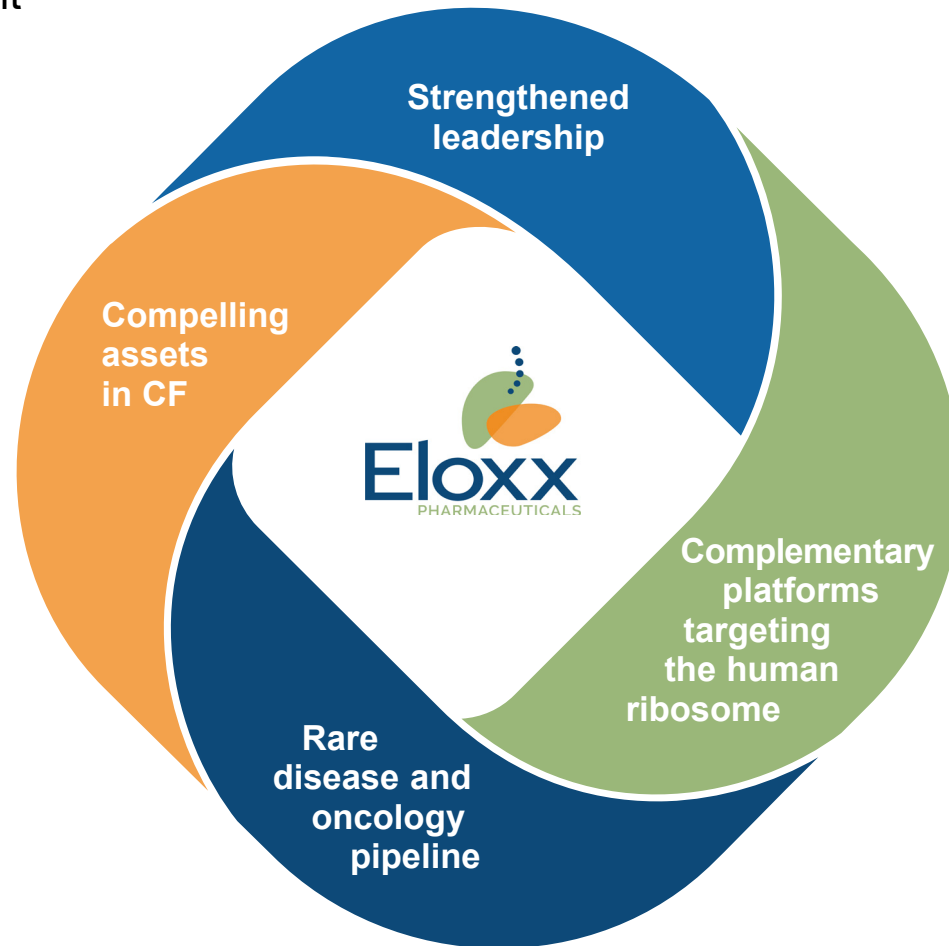 Strengthened
leadership
Compelling
assets
in CF
Eloxx
PHARMACEUTICALS
Complementary
platforms
targeting
the human
ribosome
Rare
disease and
oncology
pipeline